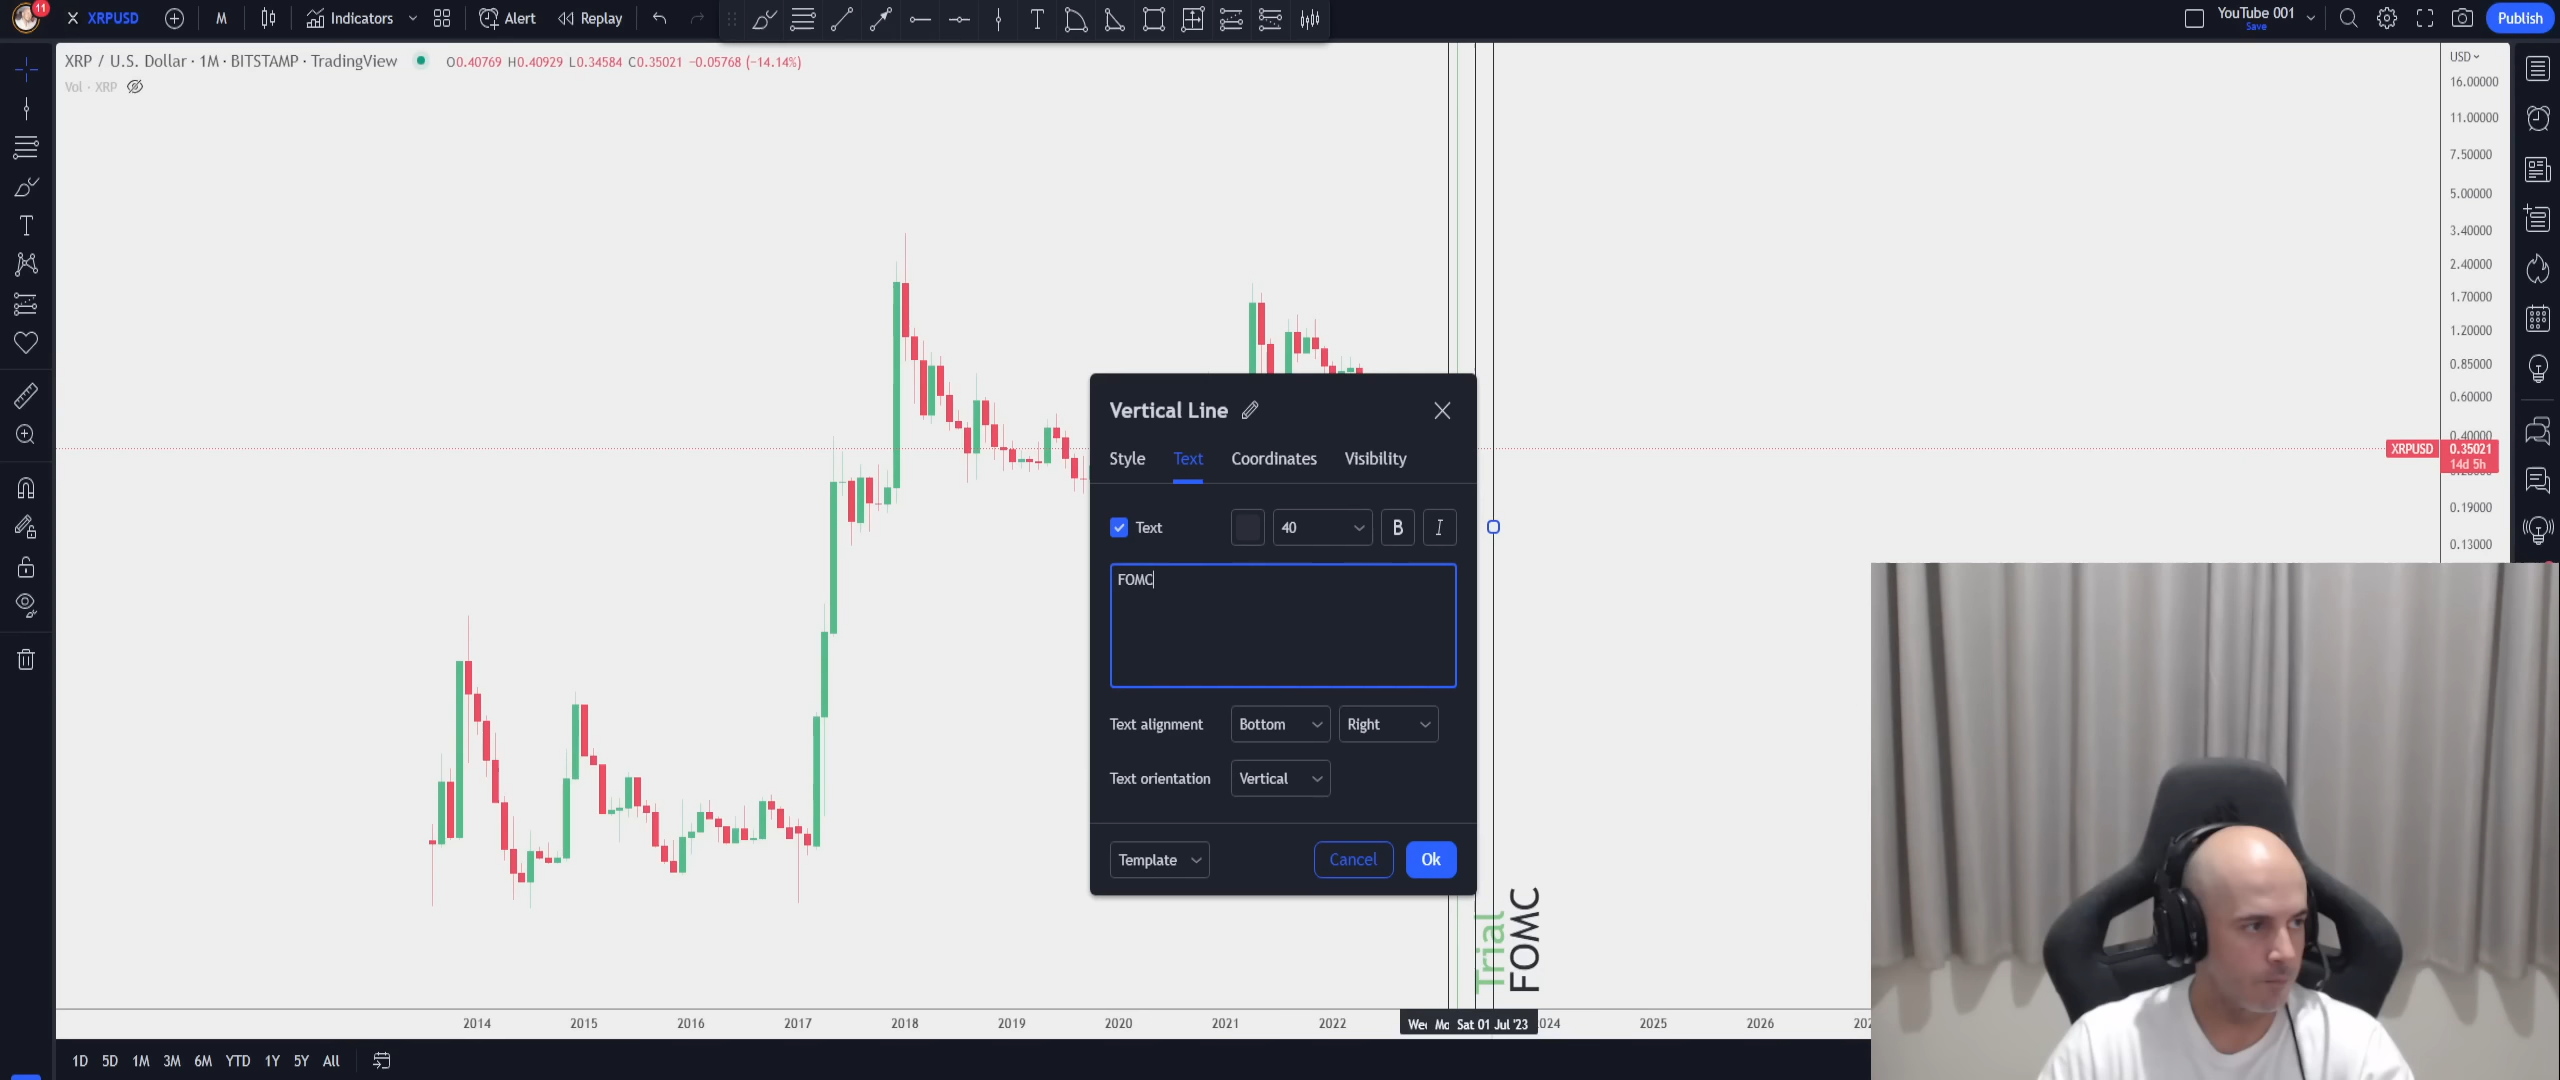 11
XRPUSD
M
Indicators
Alert
Replay
YouTube 001
Save
Publish
XRP / U.S. Dollar · 1M · BITSTAMP · TradingView
O0.40769 H0.40929 L0.34584 C0.35021 −0.05768 (−14.14%)
Vol · XRP
USD
16.00000
11.00000
7.50000
5.00000
3.40000
2.40000
1.70000
1.20000
0.85000
0.60000
0.40000
XRPUSD
0.35021
14d 5h
0.19000
0.13000
Vertical Line
Style Text Coordinates Visibility
Text
40
B
I
FOMC
Text alignment
Bottom
Right
Text orientation
Vertical
Template
Cancel
Ok
Trial
FOMC
2014 2015 2016 2017 2018 2019 2020 2021 2022
Sat 01 Jul '23
024 2025 2026
1D 5D 1M 3M 6M YTD 1Y 5Y All